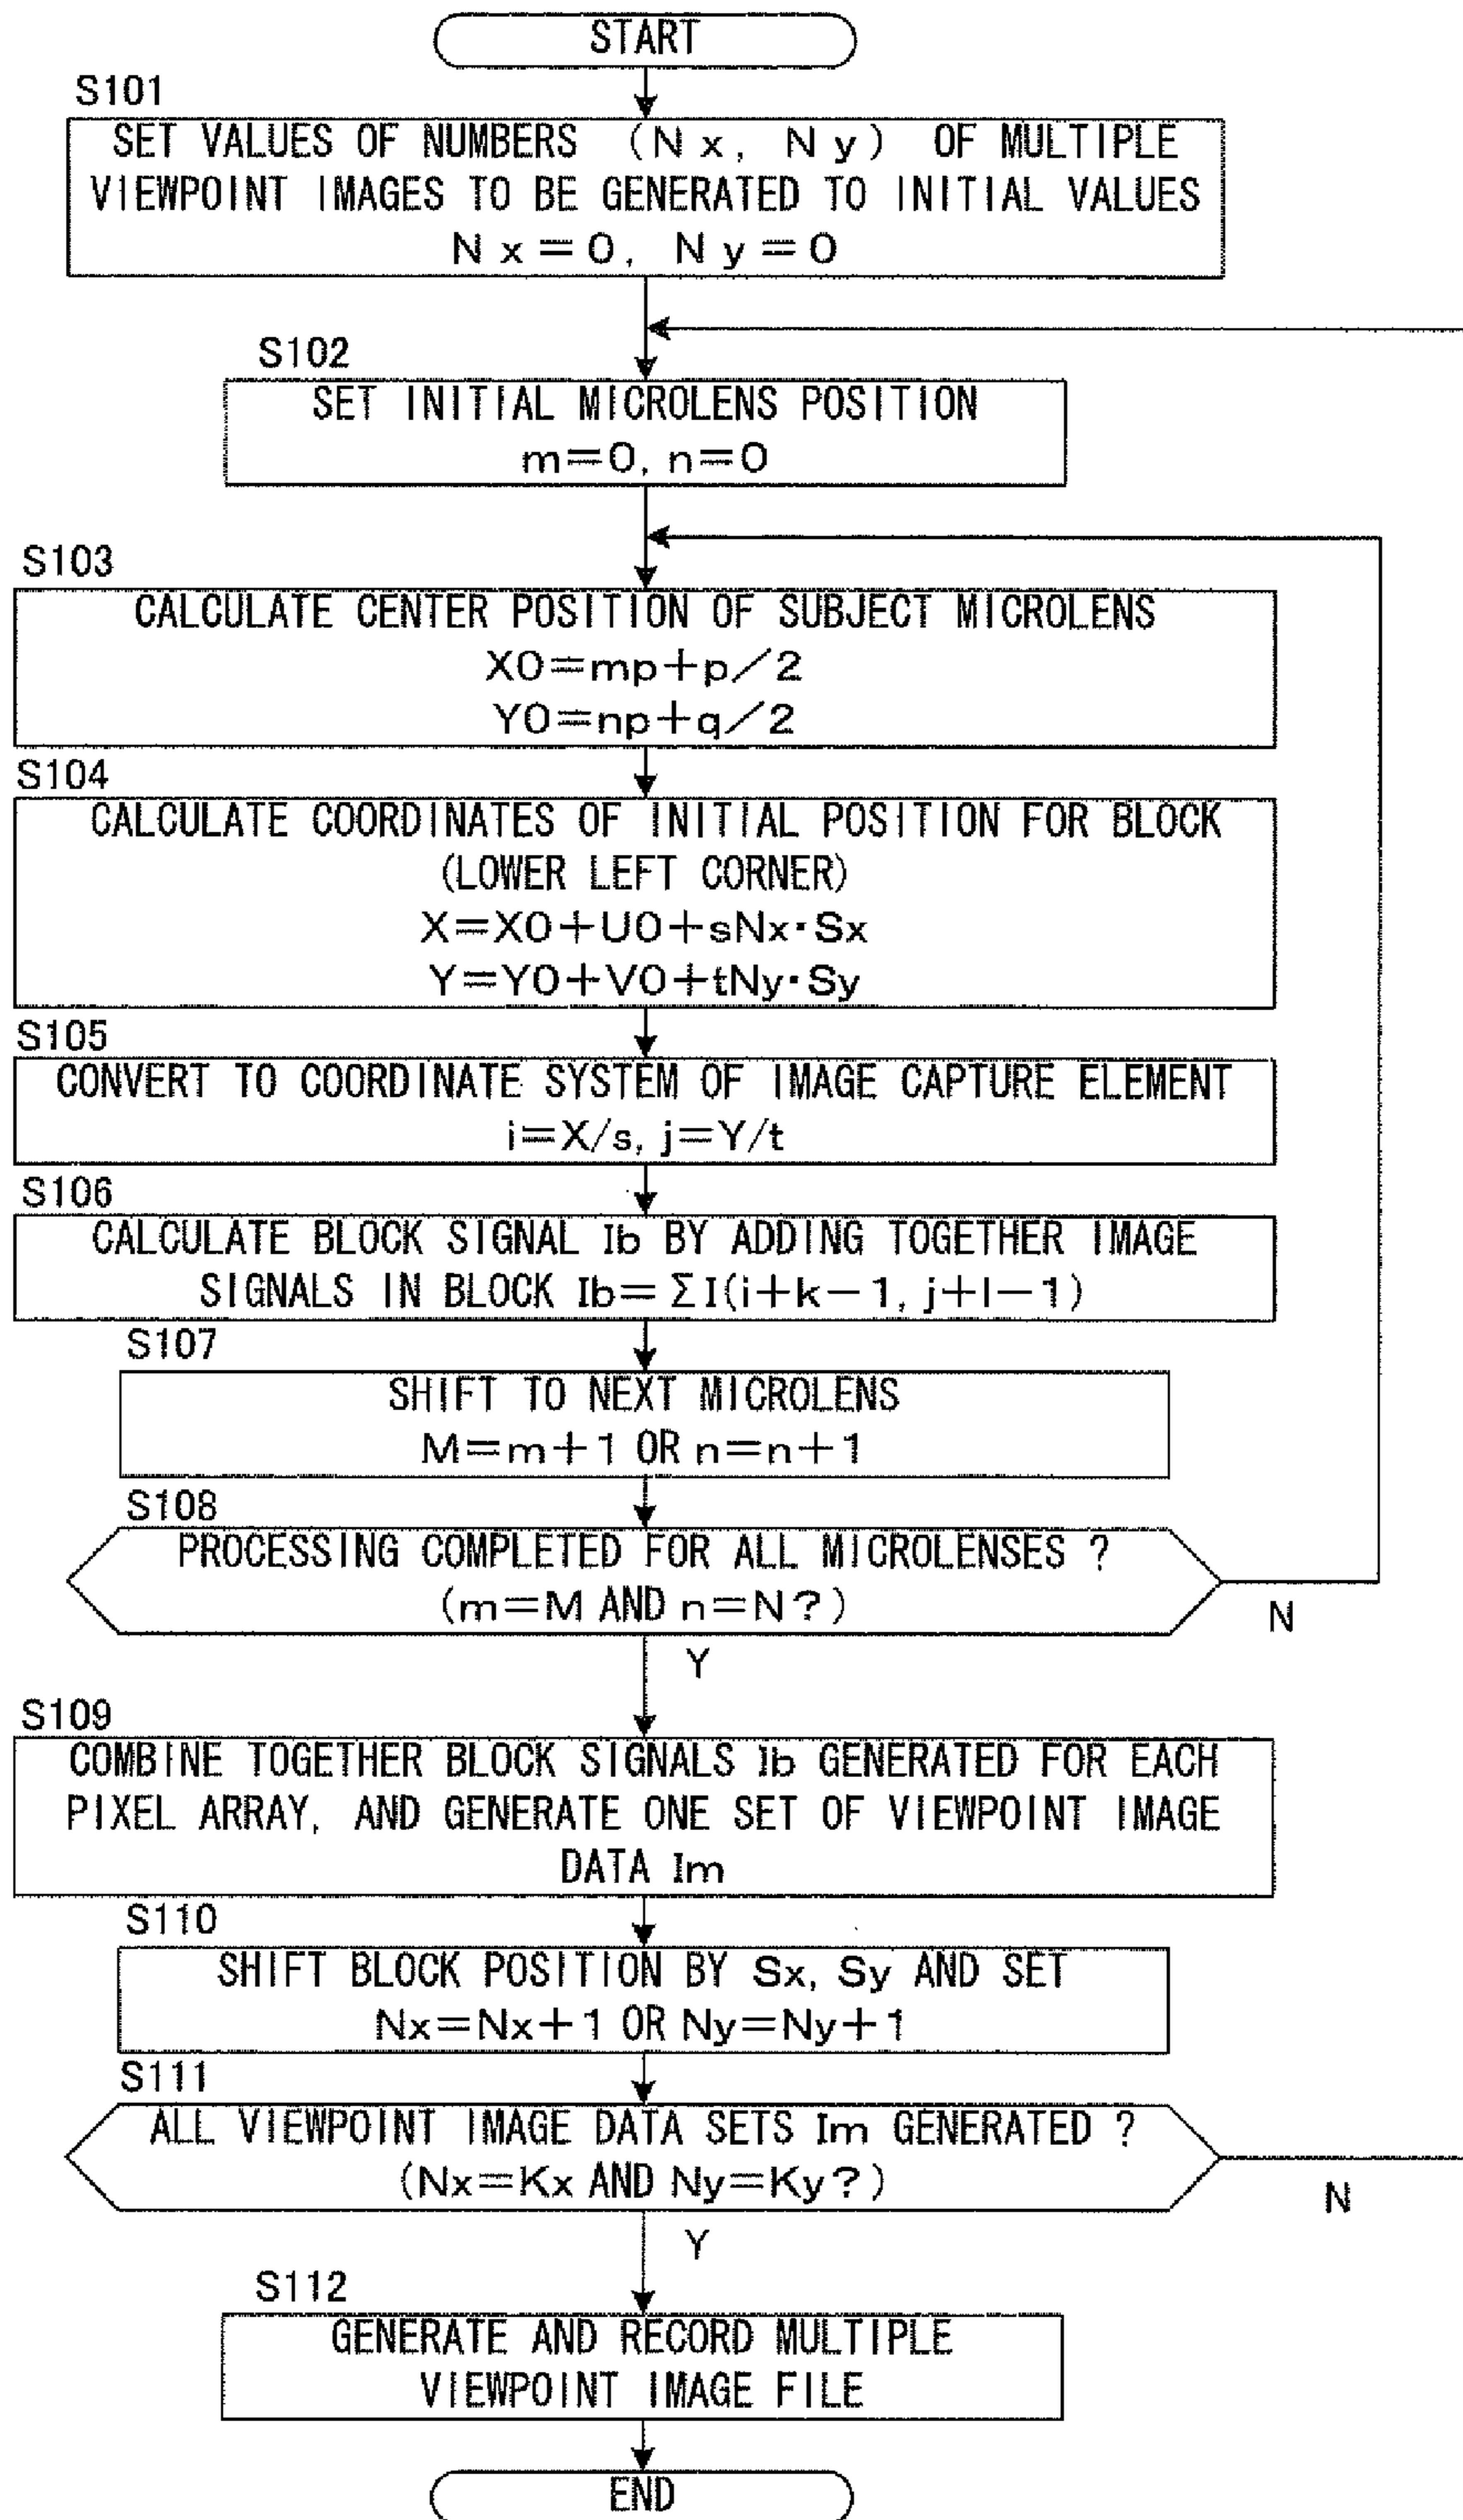 START
S101
SET VALUES OF NUMBERS (Nx, Ny) OF MULTIPLE
VIEWPOINT IMAGES TO BE GENERATED TO INITIAL VALUES
Nx=0, Ny=0
S102
SET INITIAL MICROLENS POSITION
m=0, n=0
S103
CALCULATE CENTER POSITION OF SUBJECT MICROLENS
X0=mp+p/2
Y0=np+q/2
S104
CALCULATE COORDINATES OF INITIAL POSITION FOR BLOCK
(LOWER LEFT CORNER)
X=X0+U0+sNx·Sx
Y=Y0+V0+tNy·Sy
S105
CONVERT TO COORDINATE SYSTEM OF IMAGE CAPTURE ELEMENT
i=X/s, j=Y/t
S106
CALCULATE BLOCK SIGNAL Ib BY ADDING TOGETHER IMAGE
SIGNALS IN BLOCK Ib=ΣI(i+k-1, j+l-1)
S107
SHIFT TO NEXT MICROLENS
M=m+1 OR n=n+1
S108
PROCESSING COMPLETED FOR ALL MICROLENSES ?
(m=M AND n=N?)
N
Y
S109
COMBINE TOGETHER BLOCK SIGNALS Ib GENERATED FOR EACH
PIXEL ARRAY, AND GENERATE ONE SET OF VIEWPOINT IMAGE
DATA Im
S110
SHIFT BLOCK POSITION BY Sx, Sy AND SET
Nx=Nx+1 OR Ny=Ny+1
S111
ALL VIEWPOINT IMAGE DATA SETS Im GENERATED ?
(Nx=Kx AND Ny=Ky?)
N
Y
S112
GENERATE AND RECORD MULTIPLE
VIEWPOINT IMAGE FILE
END